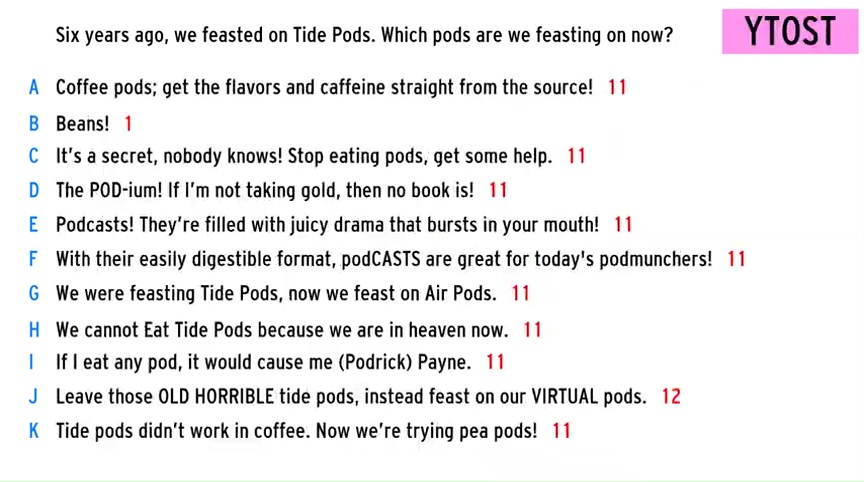 Six years ago, we feasted on Tide Pods. Which pods are we feasting on now?
YTOST
A Coffee pods; get the flavors and caffeine straight from the source! 11
B Beans! 1
C It's a secret, nobody knows! Stop eating pods, get some help. 11
D The POD-ium! If I'm not taking gold, then no book is! 11
E Podcasts! They're filled with juicy drama that bursts in your mouth! 11
F With their easily digestible format, podCASTS are great for today's podmunchers! 11
G We were feasting Tide Pods, now we feast on Air Pods. 11
H We cannot Eat Tide Pods because we are in heaven now. 11
I If I eat any pod, it would cause me (Podrick) Payne. 11
J Leave those OLD HORRIBLE tide pods, instead feast on our VIRTUAL pods. 12
K Tide pods didn't work in coffee. Now we're trying pea pods! 11